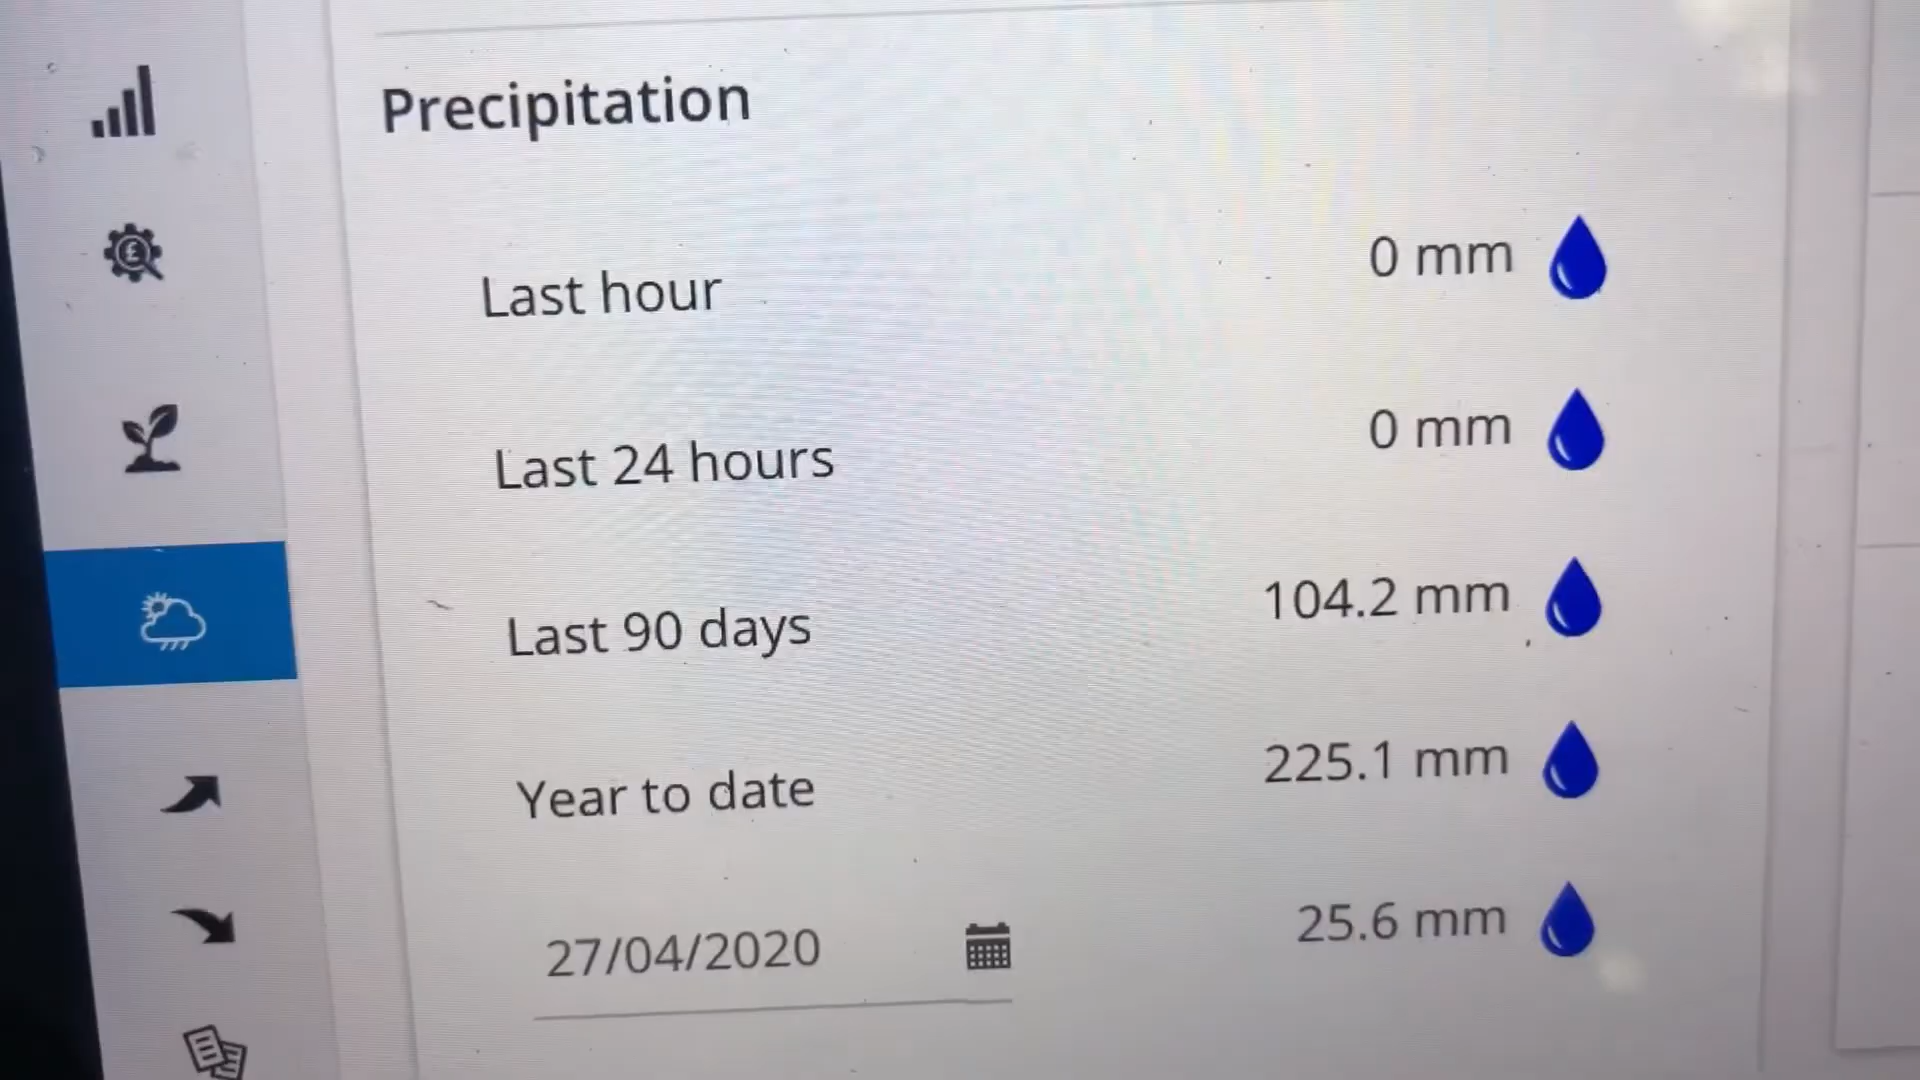 Precipitation
Last hour 0 mm
Last 24 hours 0 mm
Last 90 days 104.2 mm
Year to date 225.1 mm
27/04/2020 25.6 mm